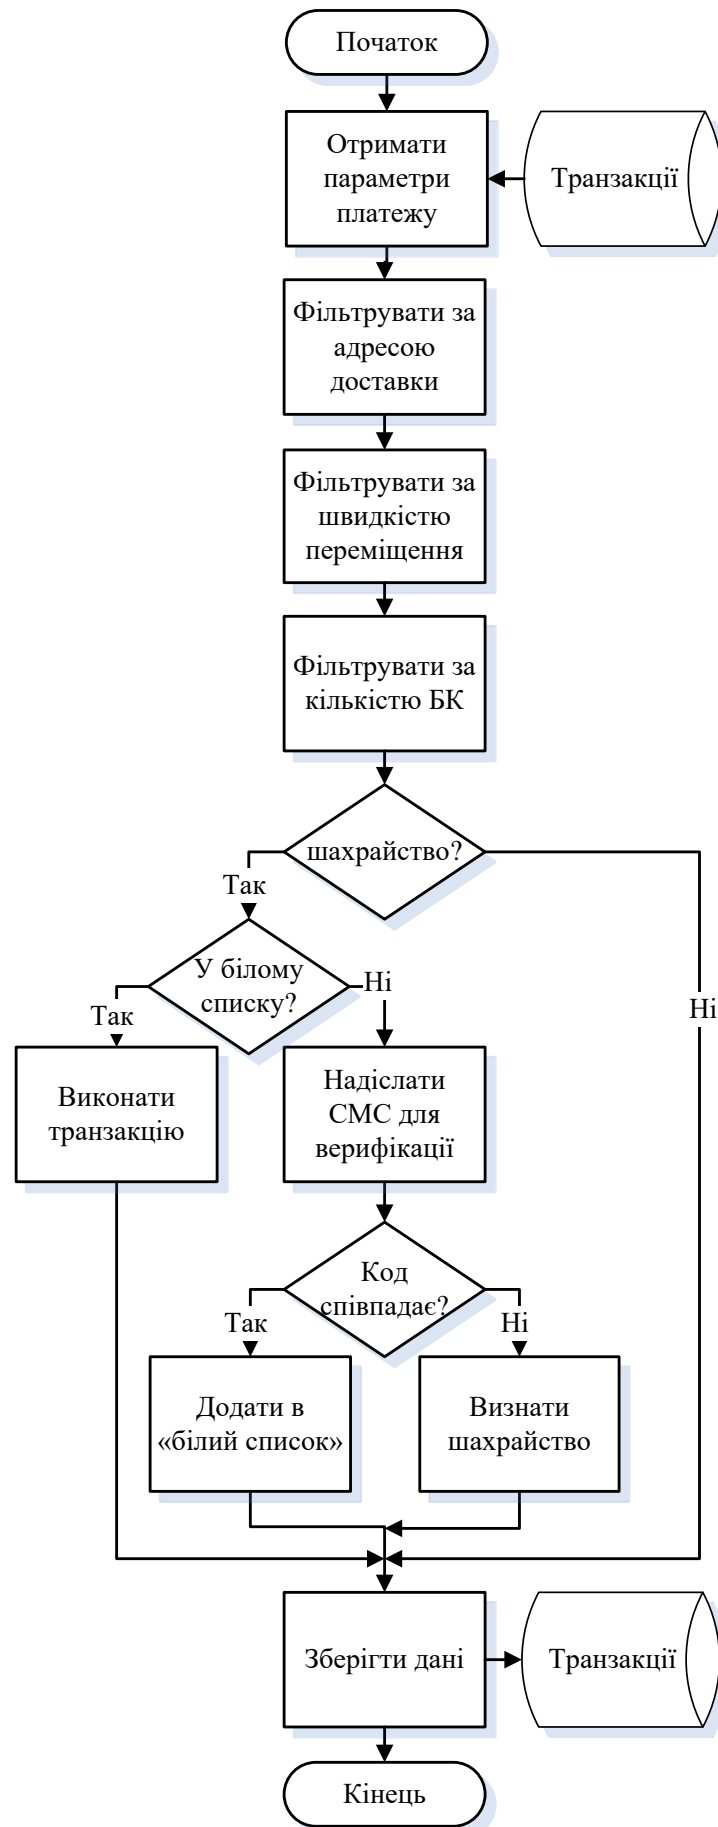 Початок
Отримати
параметри
платежу
Транзакції
Фільтрувати за
адресою
доставки
Фільтрувати за
швидкістю
переміщення
Фільтрувати за
кількістю БК
шахрайство?
Так
Ні
У білому
списку?
Так
Ні
Виконати
транзакцію
Надіслати
СМС для
верифікації
Код
співпадає?
Так
Ні
Додати в
«білий список»
Визнати
шахрайство
Зберігти дані
Транзакції
Кінець